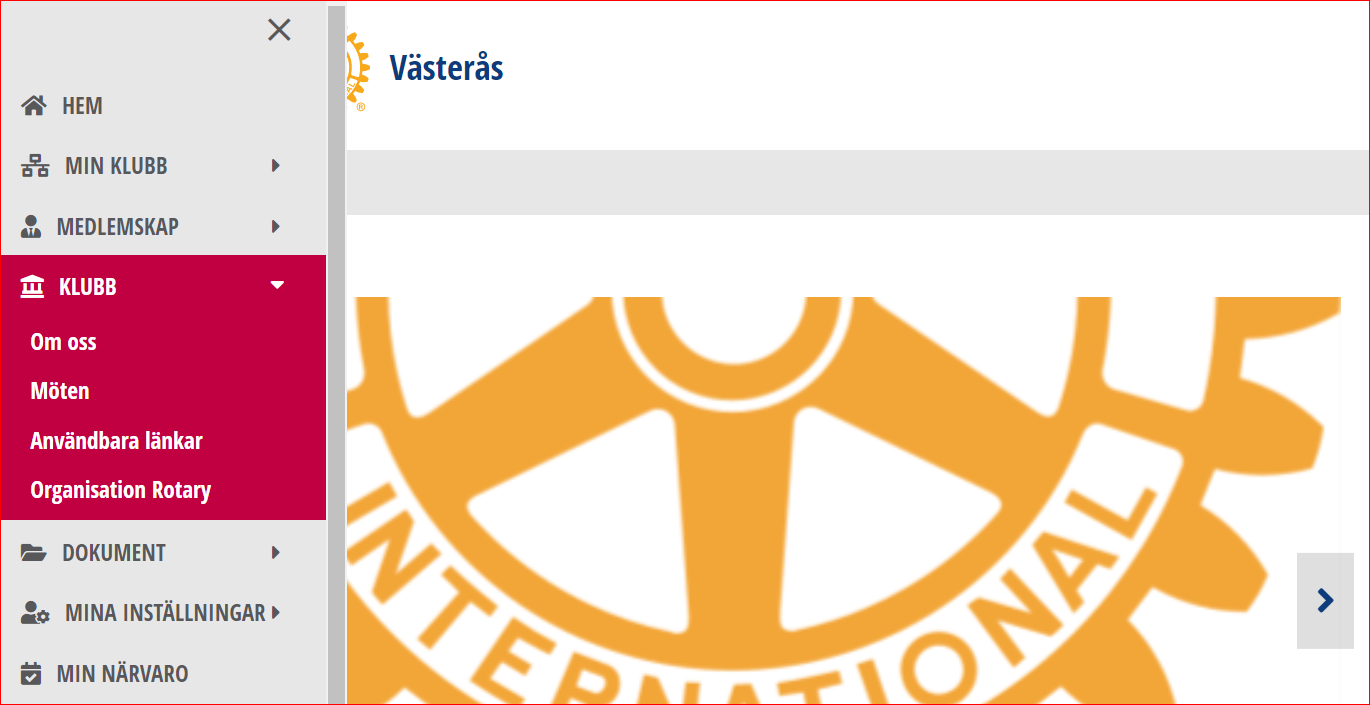 HEM
MIN KLUBB
MEDLEMSKAP
KLUBB
Om oss
Möten
Användbara länkar
Organisation Rotary
DOKUMENT
MINA INSTÄLLNINGAR
MIN NÄRVARO
Västerås
®
INTERNATIONAL